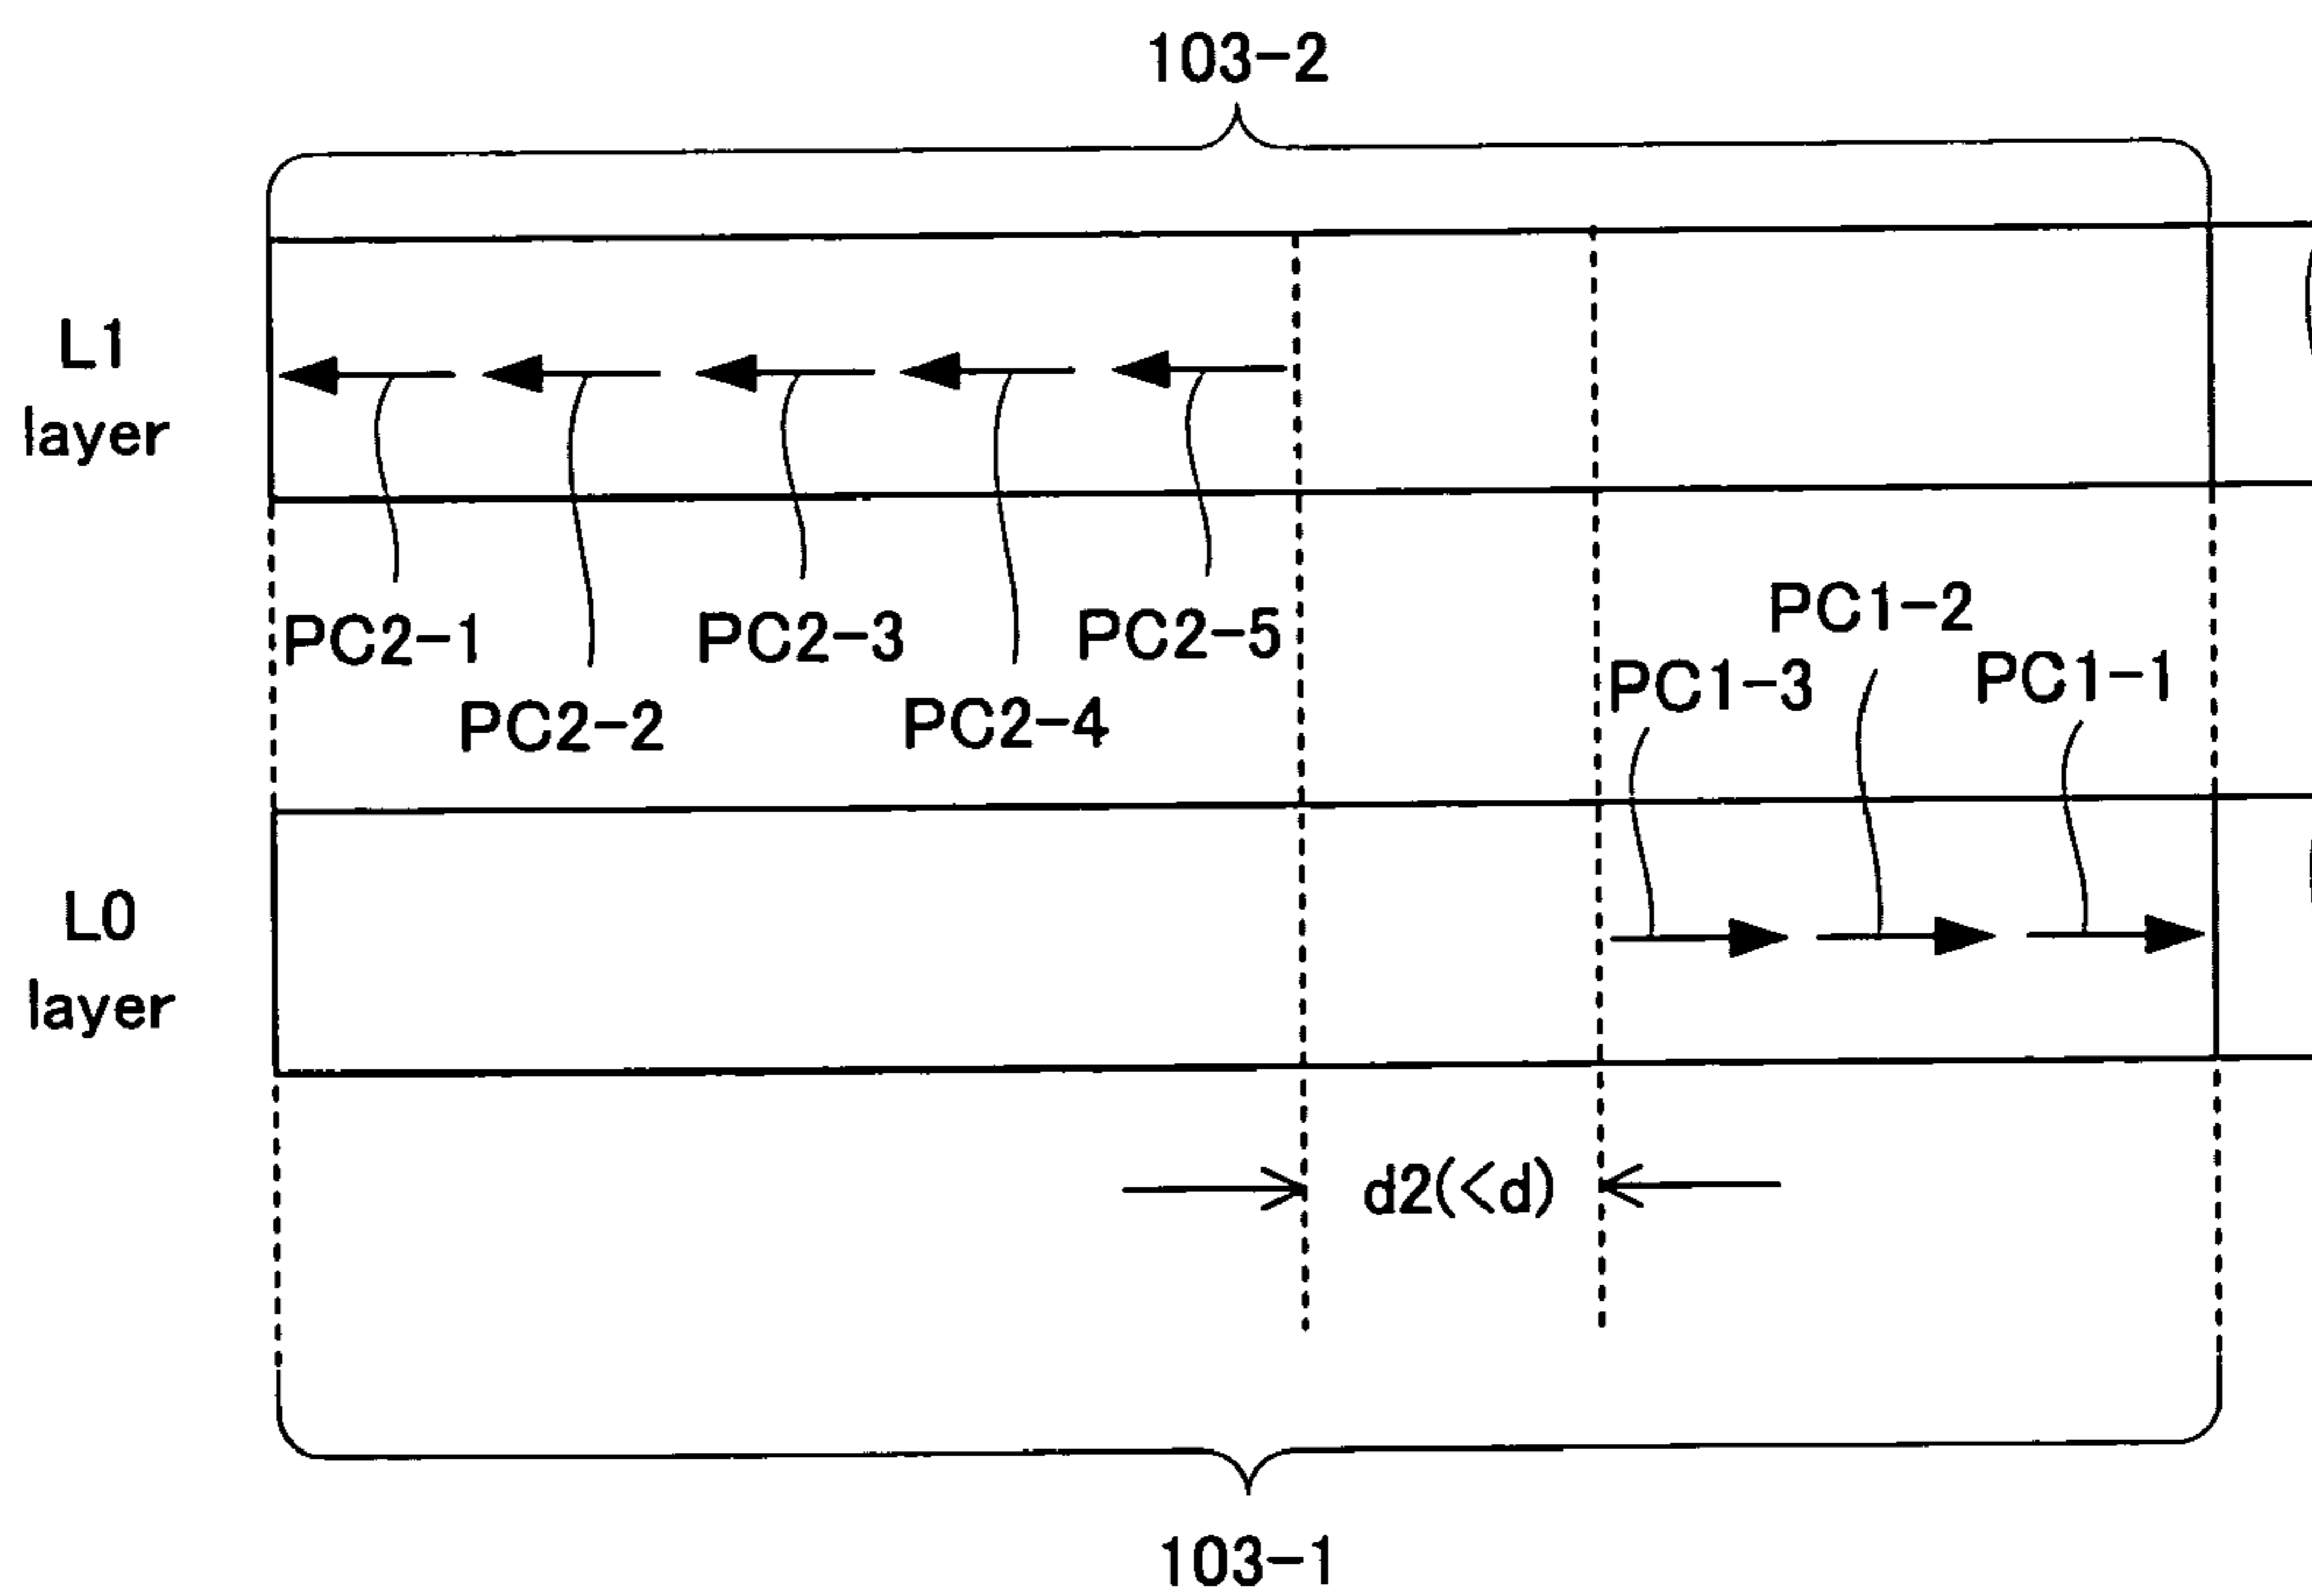 103-2
L1
layer
PC2-1
PC2-2
PC2-3
PC2-4
PC2-5
PC1-2
PC1-3
PC1-1
L0
layer
d2(<d)
103-1